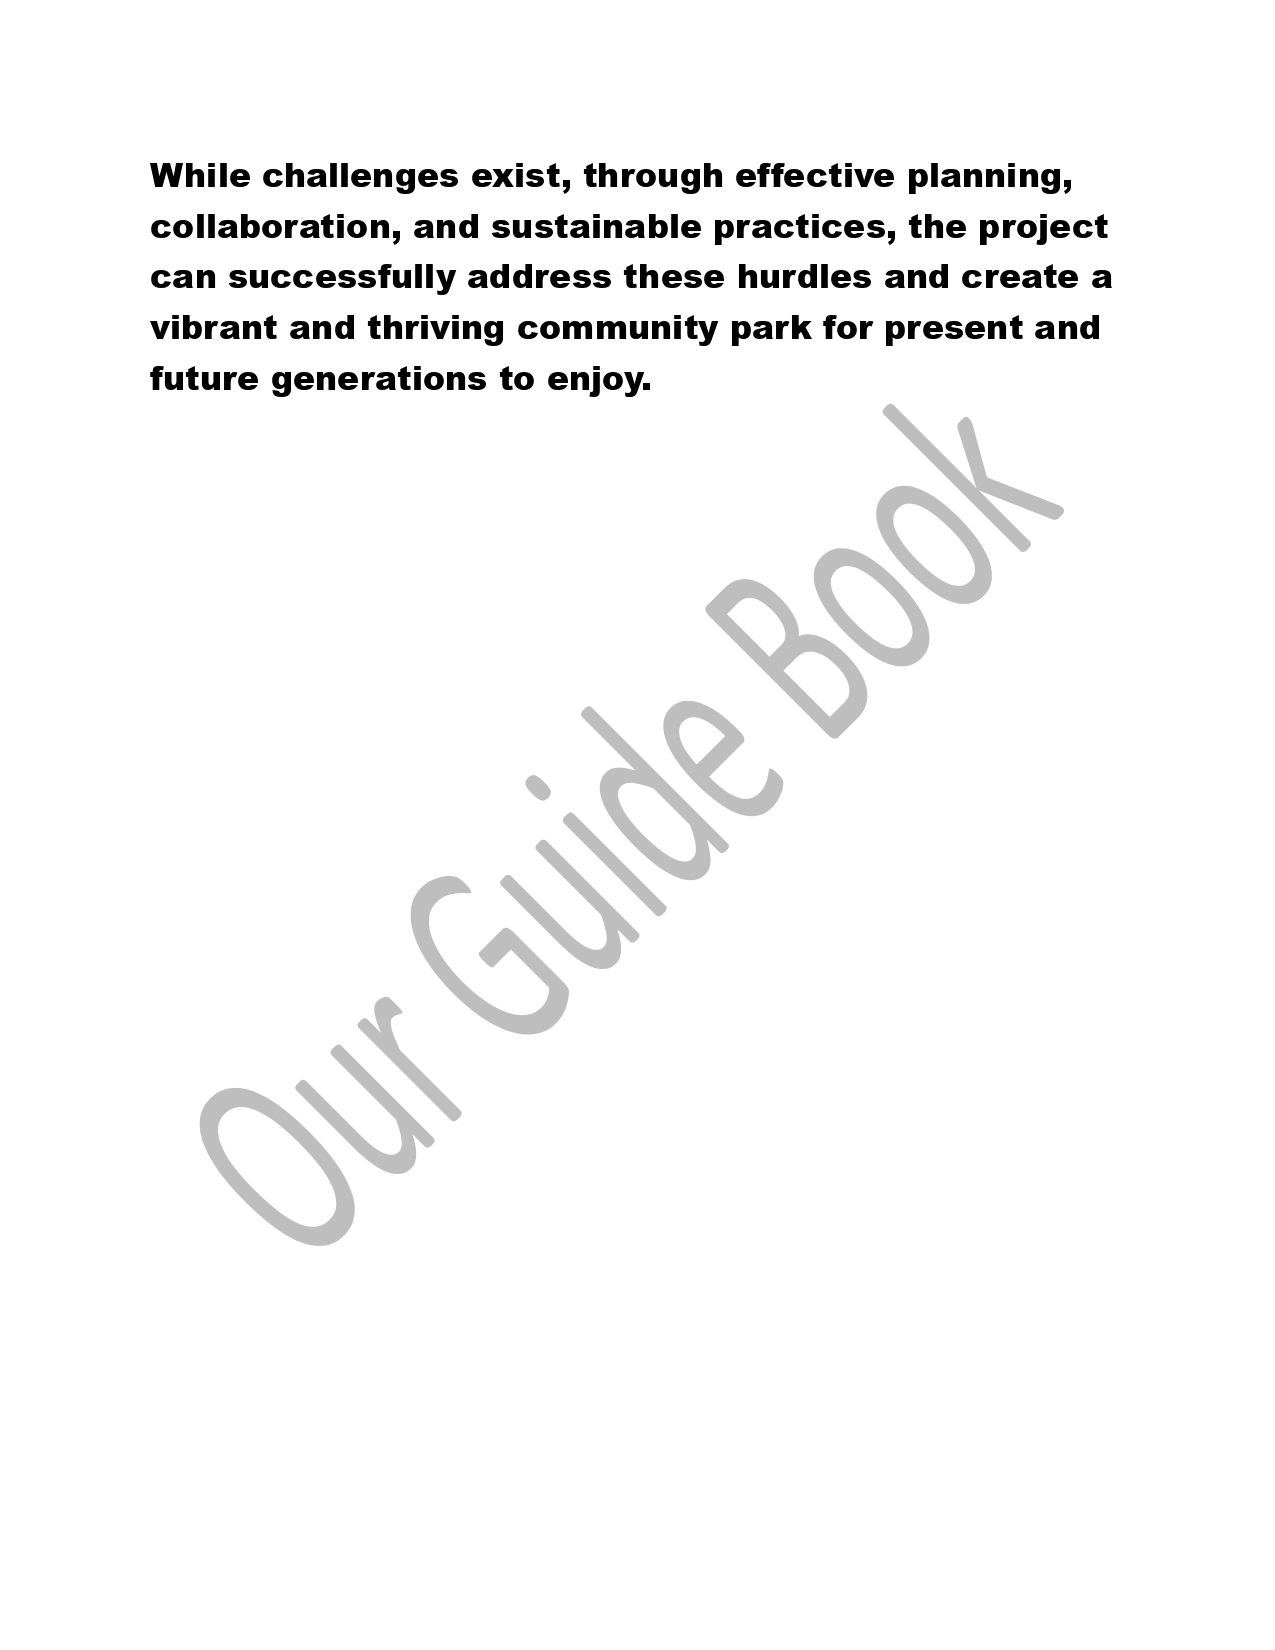 While challenges exist, through effective planning,
collaboration, and sustainable practices, the project
can successfully address these hurdles and create a
vibrant and thriving community park for present and
future generations to enjoy.
Our Guide Book